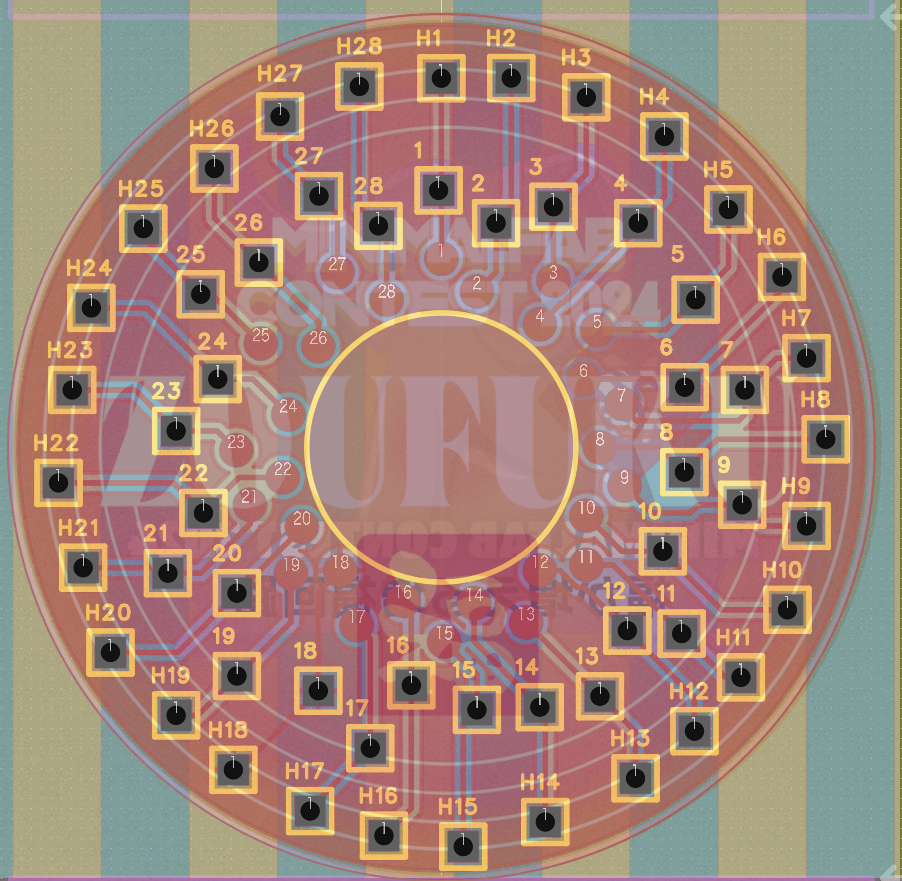 H28 H1 H2 H3
H27 H4
H26 27 28 1 2 3 4 H5
H25 26 5 H6
25
H24 27 28 1 2 3
4 5 H7
24 25 26 6 7
H23 23 24 6 7 H8
H22 22 23 22 8 8 9
21 20 9 10 H9
H21 21 20 19 18 12 11 10 H10
H20 19 17 16 14 13 12 11
18 15 H11
H19 17 16 15 14 13 H12
H18 H13
H17 H16 H15 H14
MINIMALFAB
CONTEST 2024
UFU